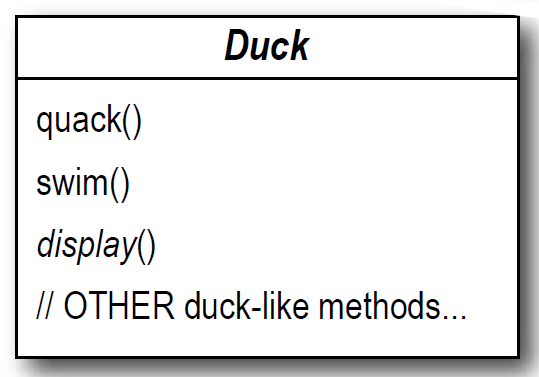 Duck
quack()
swim()
display()
// OTHER duck-like methods...